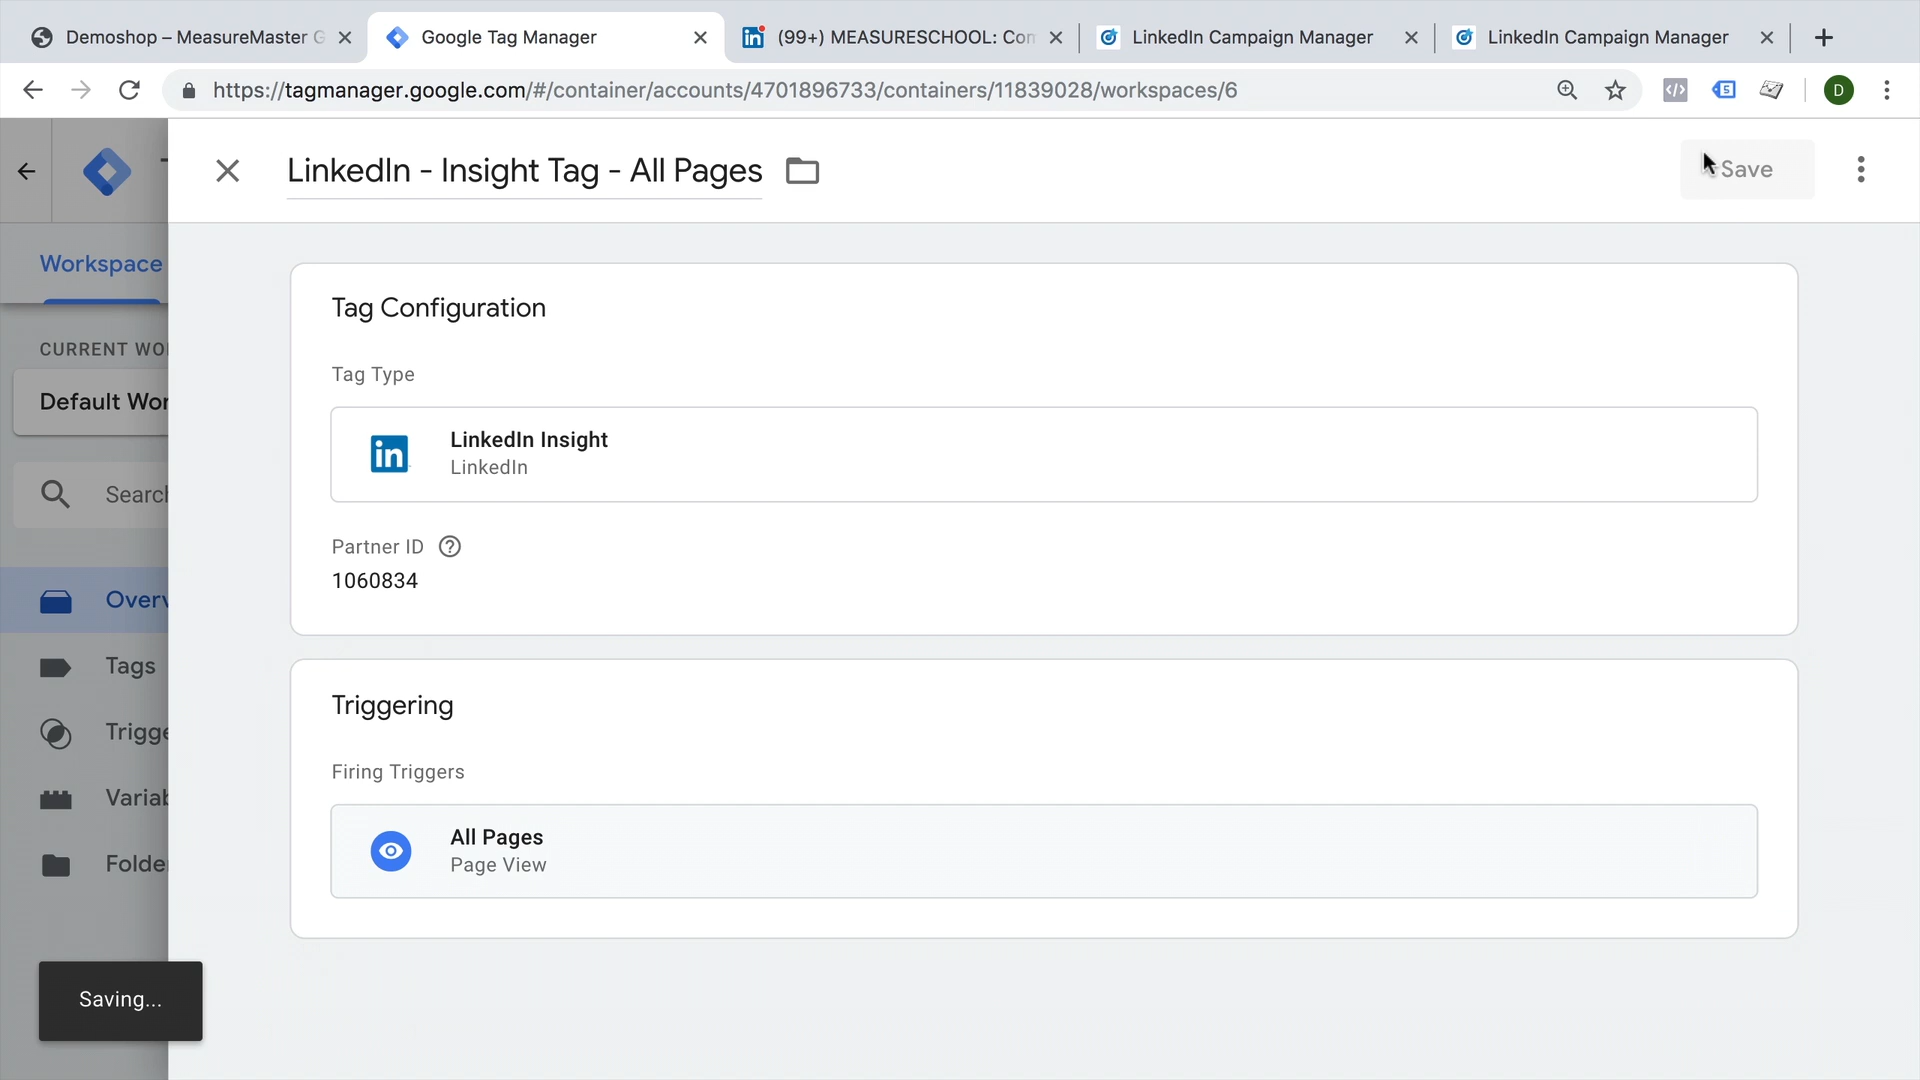 Demoshop – MeasureMaster G
Google Tag Manager
(99+) MEASURESCHOOL: Con
LinkedIn Campaign Manager
LinkedIn Campaign Manager
https://tagmanager.google.com/#/container/accounts/4701896733/containers/11839028/workspaces/6
D
LinkedIn - Insight Tag - All Pages
Save
Workspace
CURRENT WO
Default Wor
Search
Overv
Tags
Trigge
Variab
Folder
Tag Configuration
Tag Type
in
LinkedIn Insight
LinkedIn
Partner ID
1060834
Triggering
Firing Triggers
All Pages
Page View
Saving...